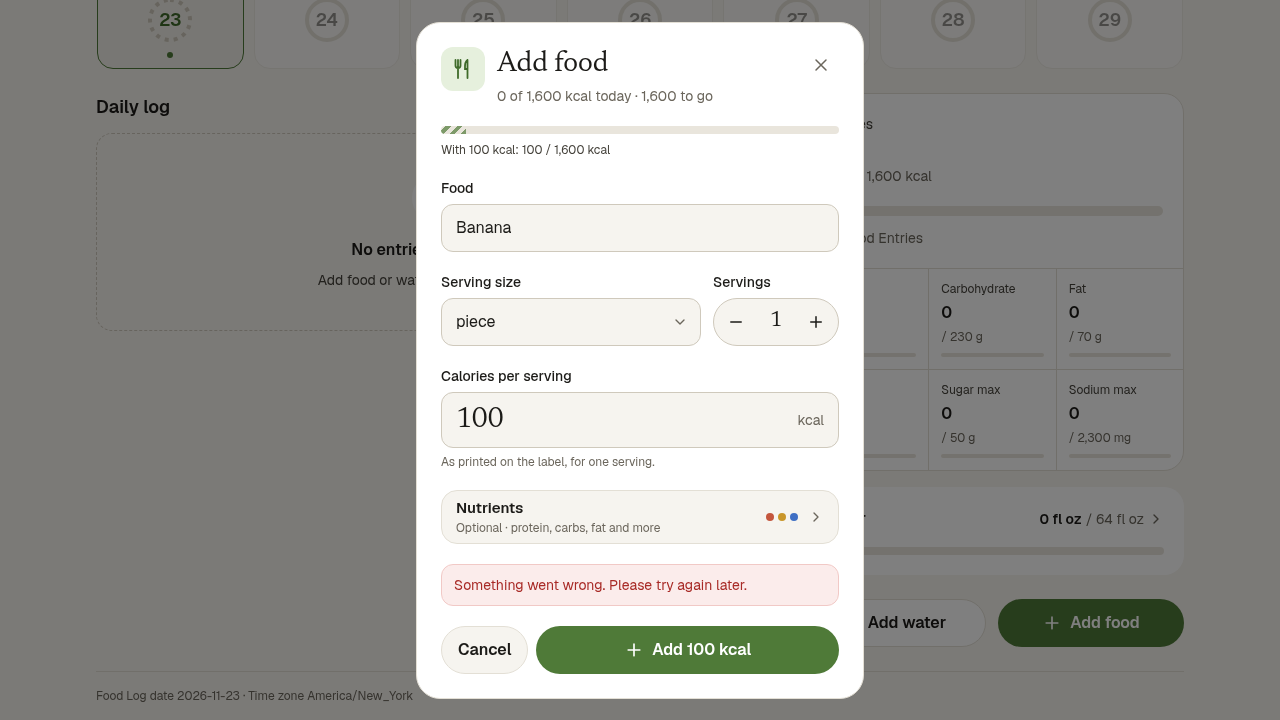 23
24
25
26
27
28
29
Daily log
Add food
0 of 1,600 kcal today · 1,600 to go
With 100 kcal: 100 / 1,600 kcal
Food
Banana
Serving size
Servings
piece
1
Calories per serving
100
kcal
As printed on the label, for one serving.
Nutrients
Optional · protein, carbs, fat and more
Something went wrong. Please try again later.
Cancel
Add 100 kcal
Add food or
1,600 kcal
Entries
Carbohydrate
0
/ 230 g
Fat
0
/ 70 g
Sugar max
0
/ 50 g
Sodium max
0
/ 2,300 mg
0 fl oz / 64 fl oz
Add water
Add food
Food Log date 2026-11-23 · Time zone America/New_York